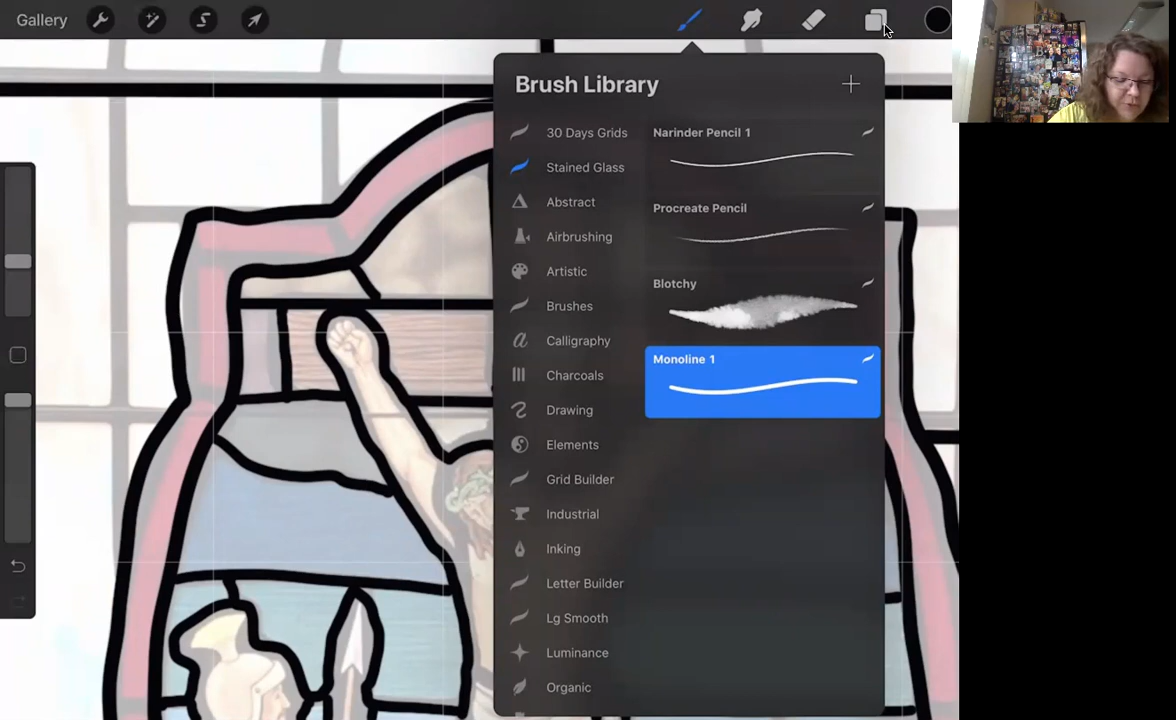 Gallery
Brush Library
30 Days Grids
Stained Glass
Abstract
Airbrushing
Artistic
Brushes
Calligraphy
Charcoals
Drawing
Elements
Grid Builder
Industrial
Inking
Letter Builder
Lg Smooth
Luminance
Organic
Narinder Pencil 1
Procreate Pencil
Blotchy
Monoline 1